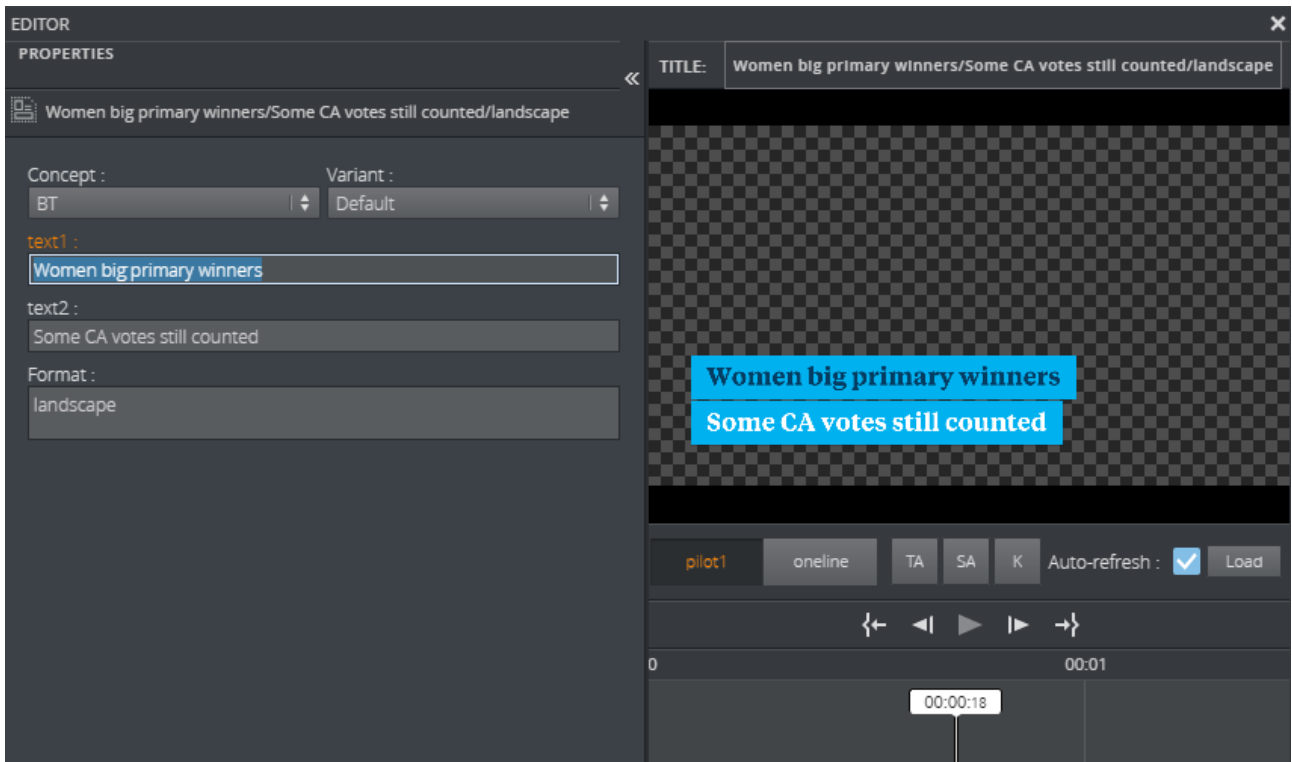 EDITOR
PROPERTIES
Women big primary winners/Some CA votes still counted/landscape
Concept :
Variant :
BT
Default
text1 :
Women big primary winners
text2 :
Some CA votes still counted
Format :
landscape
TITLE:
Women big primary winners/Some CA votes still counted/landscape
Women big primary winners
Some CA votes still counted
pilot1
oneline
TA
SA
K
Auto-refresh :
Load
0
00:01
00:00:18